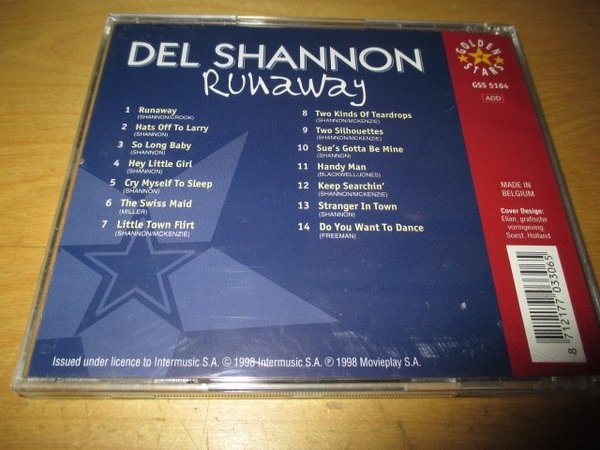 DEL SHANNON
Runaway
1 Runaway
(SHANNON/CROOK)
2 Hats Off To Larry
(SHANNON)
3 So Long Baby
(SHANNON)
4 Hey Little Girl
(SHANNON)
5 Cry Myself To Sleep
(SHANNON)
6 The Swiss Maid
(MILLER)
7 Little Town Flirt
(SHANNON/MCKENZIE)
8 Two Kinds Of Teardrops
(SHANNON/MCKENZIE)
9 Two Silhouettes
(SHANNON/MCKENZIE)
10 Sue's Gotta Be Mine
(SHANNON)
11 Handy Man
(BLACKWELL/JONES)
12 Keep Searchin'
(SHANNON/MCKENZIE)
13 Stranger In Town
(SHANNON)
14 Do You Want To Dance
(FREEMAN)
Issued under licence to Intermusic S.A. © 1998 Intermusic S.A. ℗ 1998 Movieplay S.A.
GOLDEN
STARS
GSS 5164
ADD
MADE IN
BELGIUM
Cover Design:
Elian, grafische
vormgeving.
Soest, Holland
8 712177 033065